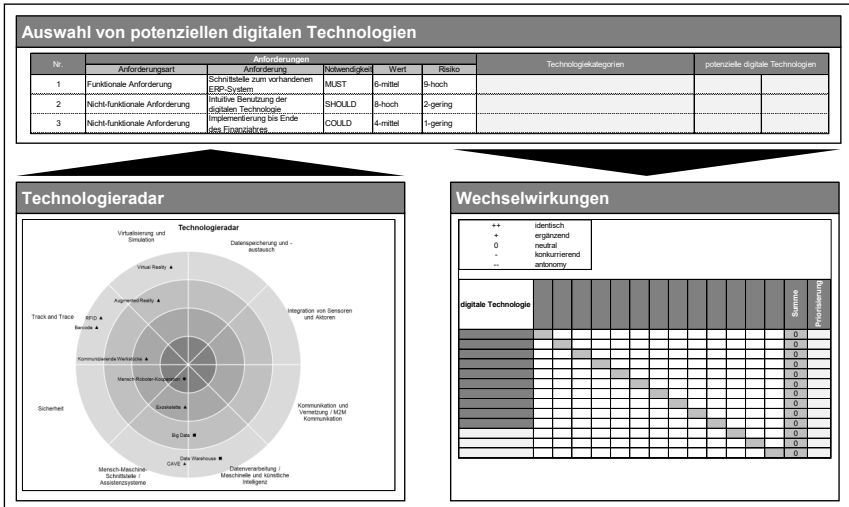 Auswahl von potenziellen digitalen Technologien
Nr.
Anforderungen
Technologiekategorien
potenzielle digitale Technologien
Anforderungsart
Anforderung
Notwendigkeit
Wert
Risiko
1
Funktionale Anforderung
Schnittstelle zum vorhandenen
ERP-System
MUST
6-mittel
9-hoch
2
Nicht-funktionale Anforderung
Intuitive Benutzung der
digitalen Technologie
SHOULD
8-hoch
2-gering
3
Nicht-funktionale Anforderung
Implementierung bis Ende
des Finanzjahres
COULD
4-mittel
1-gering
Technologieradar
Technologieradar
Virtualisierung und
Simulation
Datenspeicherung und -
austausch
Virtual Reality
Augmented Reality
Integration von Sensoren
und Aktoren
Track and Trace
RFID
Barcode
Kommunizierende Werkstücke
Mensch-Roboter-Kooperation
Sicherheit
Exoskelette
Kommunikation und
Vernetzung / M2M
Kommunikation
Big Data
Data Warehouse
CAVE
Mensch-Maschine-
Schnittstelle /
Assistenzsysteme
Datenverarbeitung /
Maschinelle und künstliche
Intelligenz
Wechselwirkungen
++ identisch
+ ergänzend
0 neutral
- konkurrierend
-- antonomy
digitale Technologie
Summe
Priorisierung
0
0
0
0
0
0
0
0
0
0
0
0
0